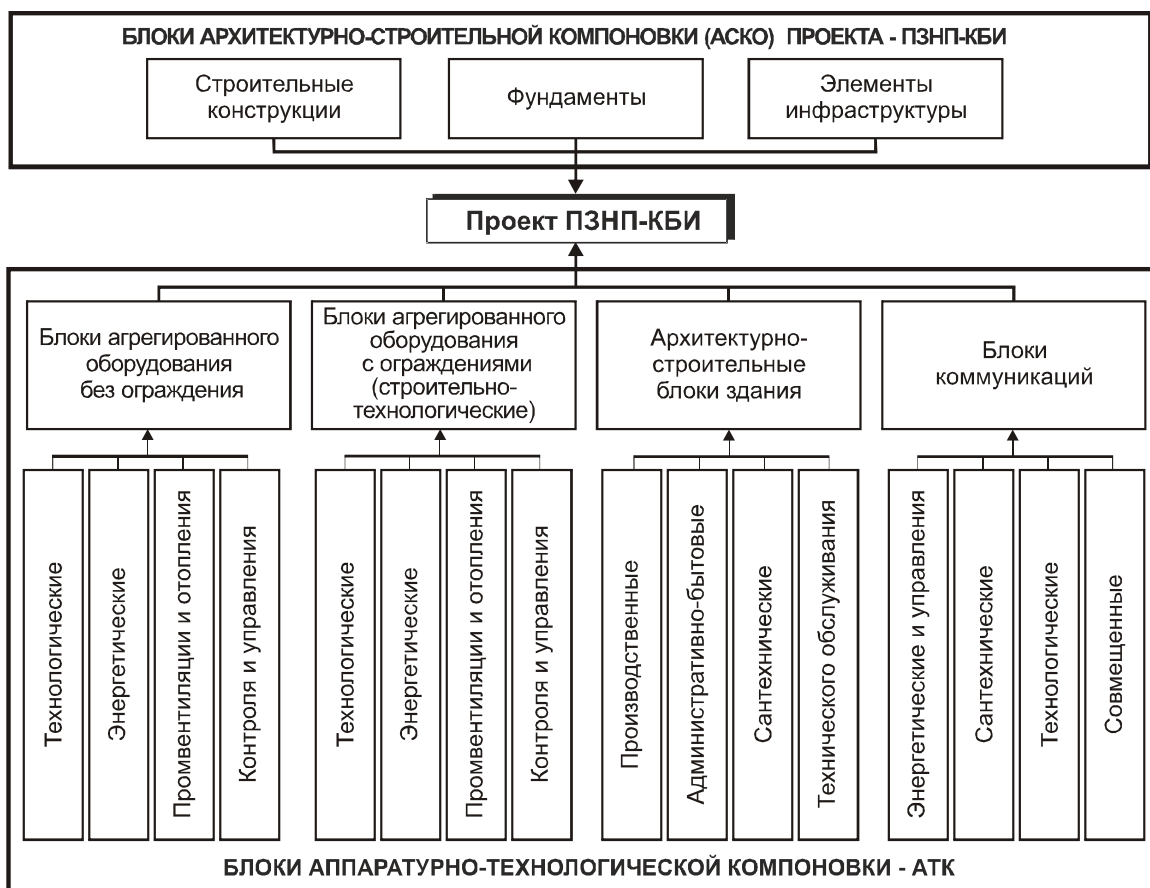 БЛОКИ АРХИТЕКТУРНО-СТРОИТЕЛЬНОЙ КОМПОНОВКИ (АСКО) ПРОЕКТА - ПЗНП-КБИ
Строительные
конструкции
Фундаменты
Элементы
инфраструктуры
Проект ПЗНП-КБИ
Блоки агрегированного
оборудования
без ограждения
Блоки агрегированного
оборудования
с ограждениями
(строительно-
технологические)
Архитектурно-
строительные
блоки здания
Блоки
коммуникаций
Технологические
Энергетические
Промвентиляции и отопления
Контроля и управления
Технологические
Энергетические
Промвентиляции и отопления
Контроля и управления
Производственные
Административно-бытовые
Сантехнические
Технического обслуживания
Энергетические и управления
Сантехнические
Технологические
Совмещенные
БЛОКИ АППАРАТУРНО-ТЕХНОЛОГИЧЕСКОЙ КОМПОНОВКИ - АТК